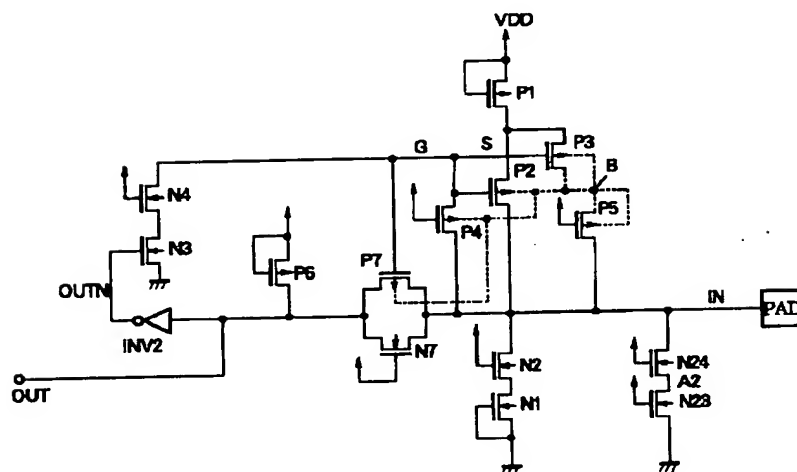 VDD
P1
G
S
P3
P2
B
N4
P4
P5
N3
P6
P7
OUTN
IN
PAD
INV2
N7
N2
N24
A2
OUT
N1
N23